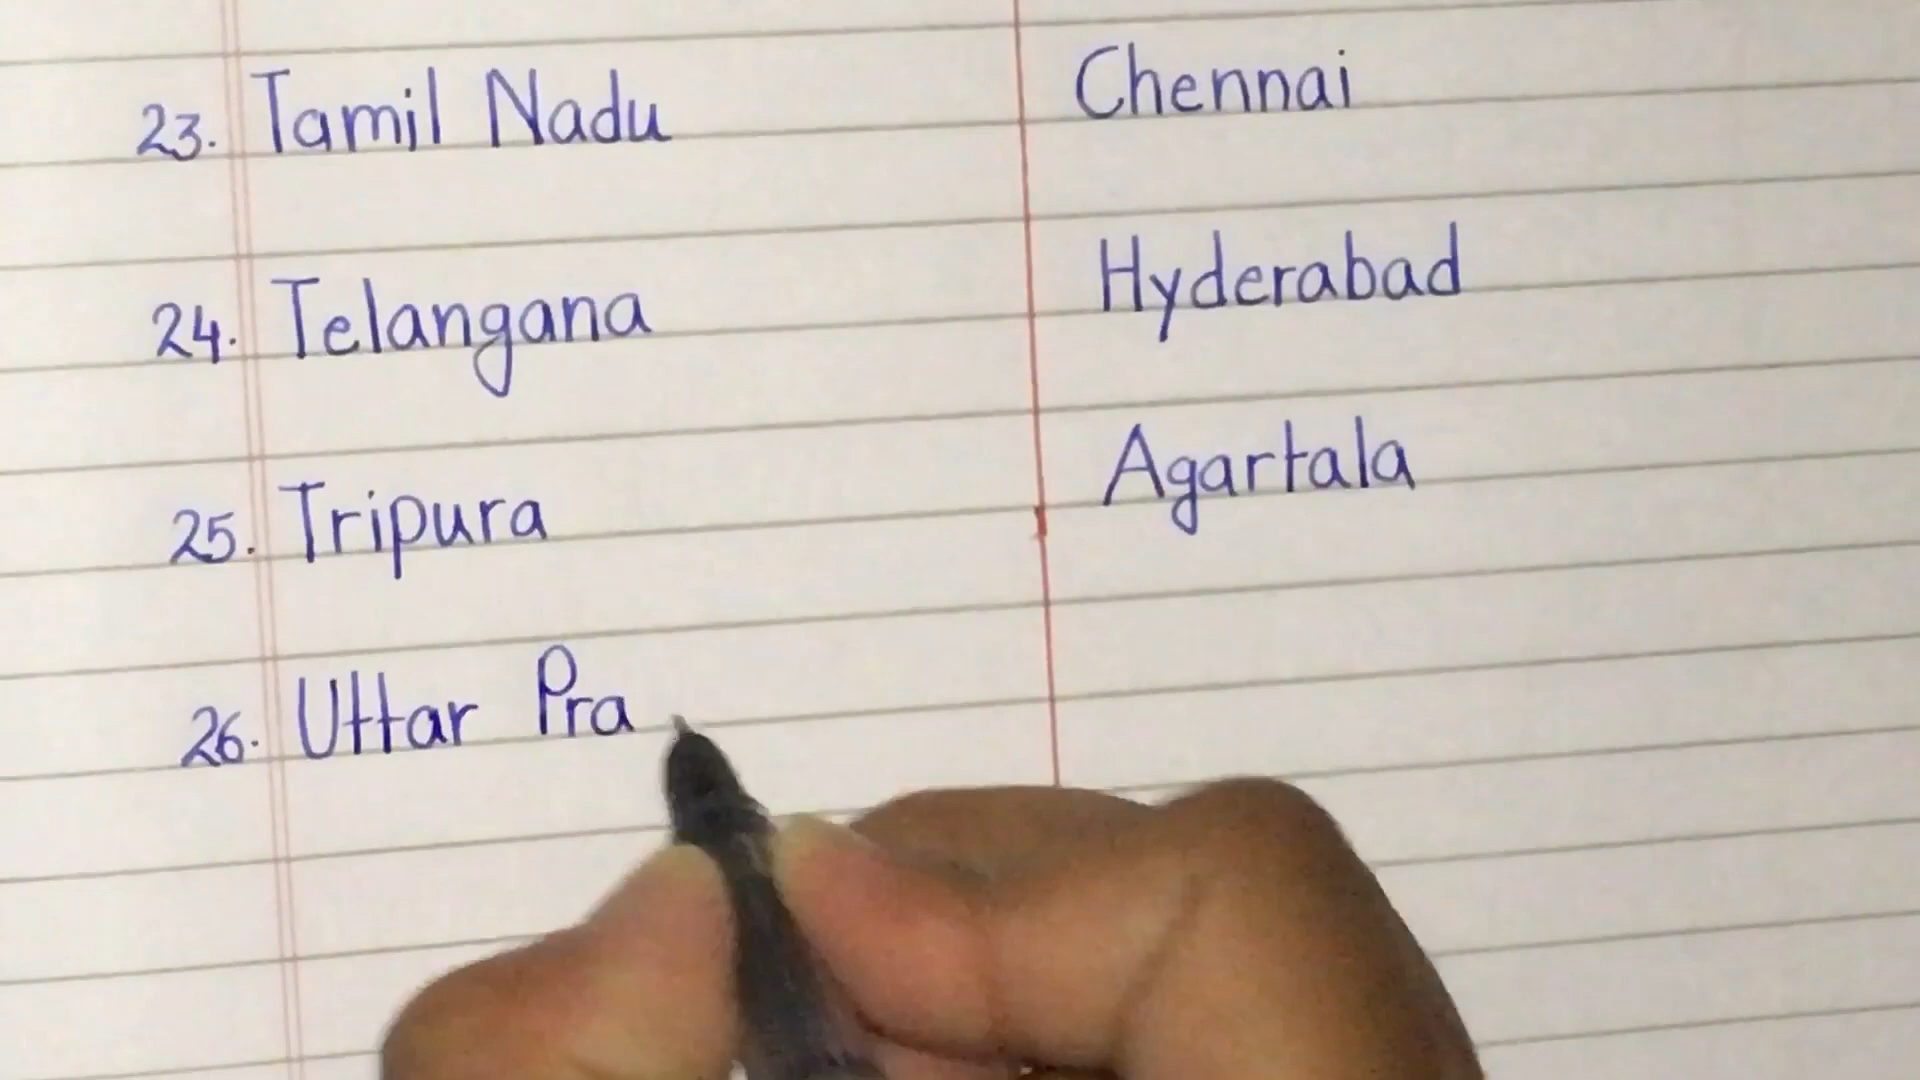 23. Tamil Nadu Chennai
24. Telangana Hyderabad
25. Tripura Agartala
26. Uttar Pra